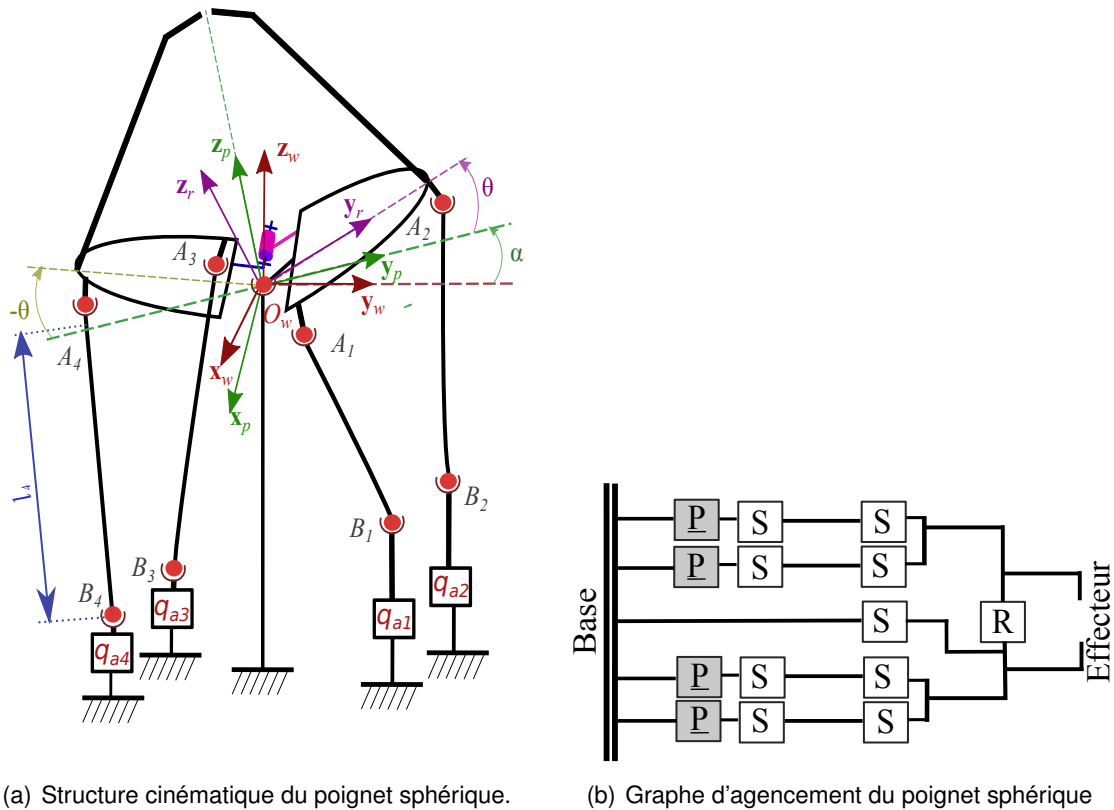 z_p
z_w
z_r
y_r
θ
A_2
A_3
α
y_p
y_w
-θ
O_w
A_1
A_4
x_w
x_p
l_4
B_2
B_1
B_3
B_4
q_a2
q_a3
q_a1
q_a4
P S S
P S S
S
R
P S S
P S S
Base
Effecteur
(a) Structure cinématique du poignet sphérique.
(b) Graphe d'agencement du poignet sphérique